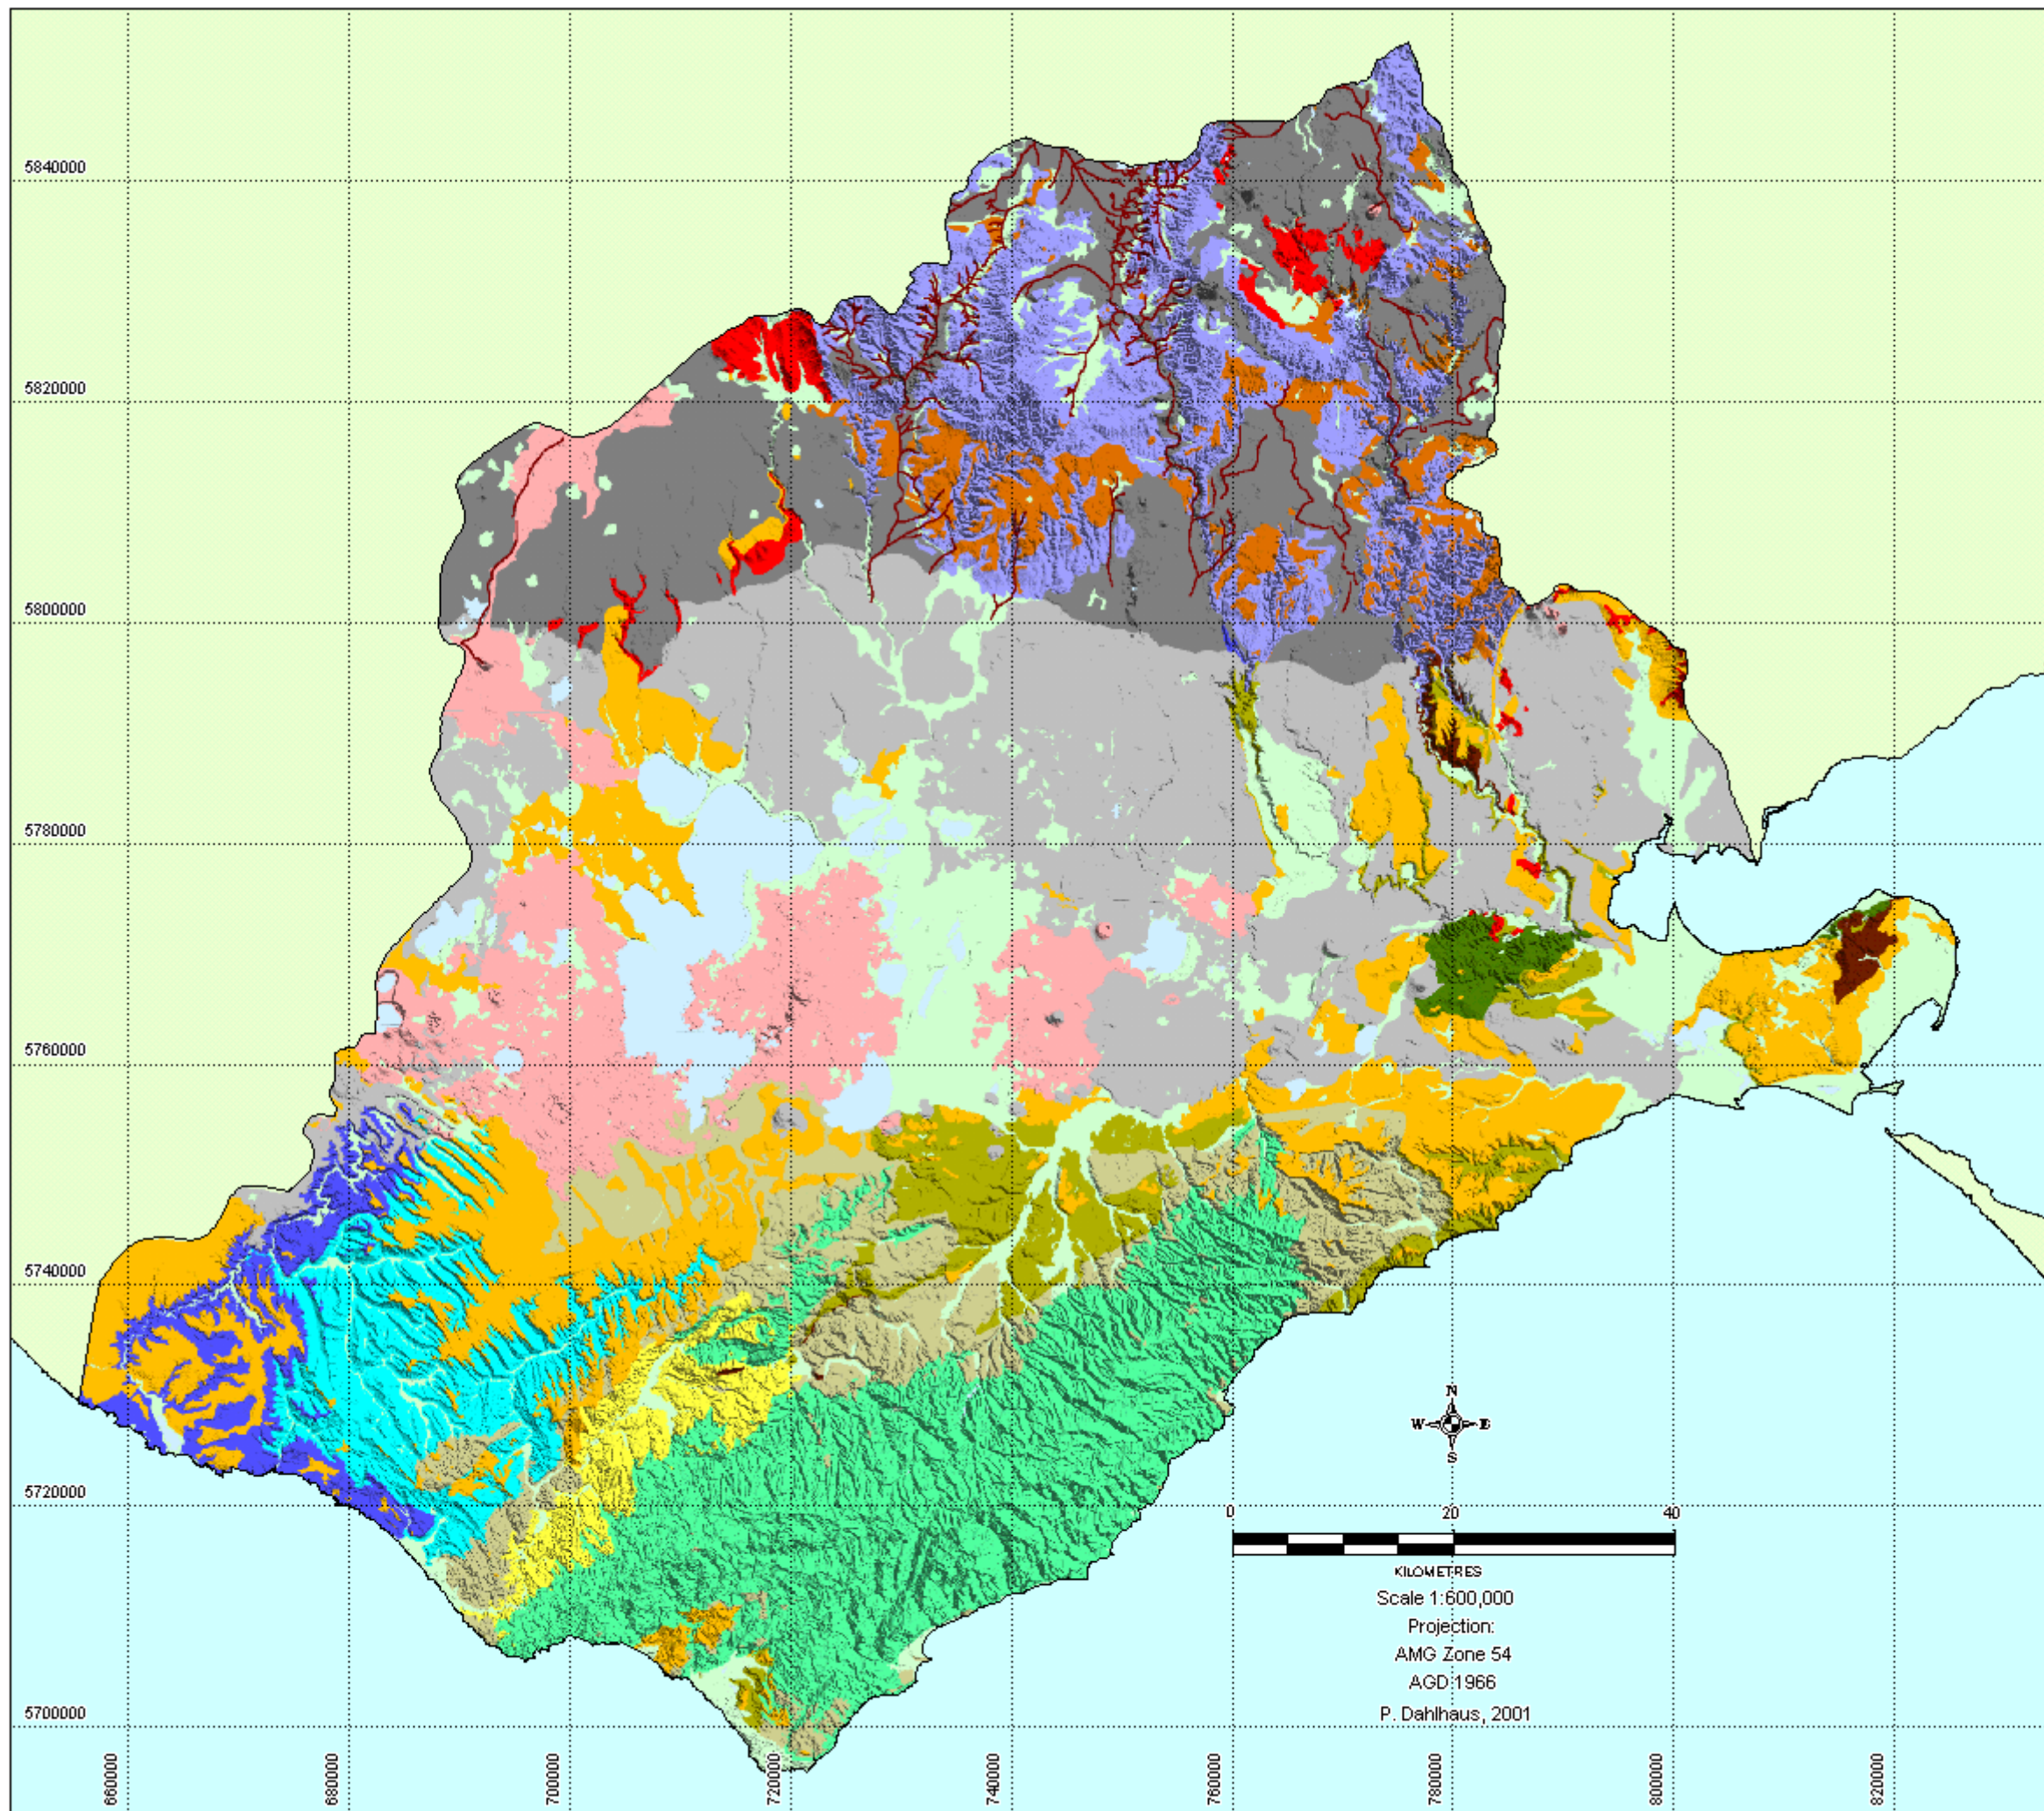 5840000
5820000
5800000
5780000
5760000
5740000
N
W E
S
5720000
0 20 40
KILOMETRES
Scale 1:600,000
Projection:
AMG Zone 54
AGD 1966
P. Dahlhaus, 2001
5700000
660000
680000
700000
720000
740000
760000
780000
800000
820000